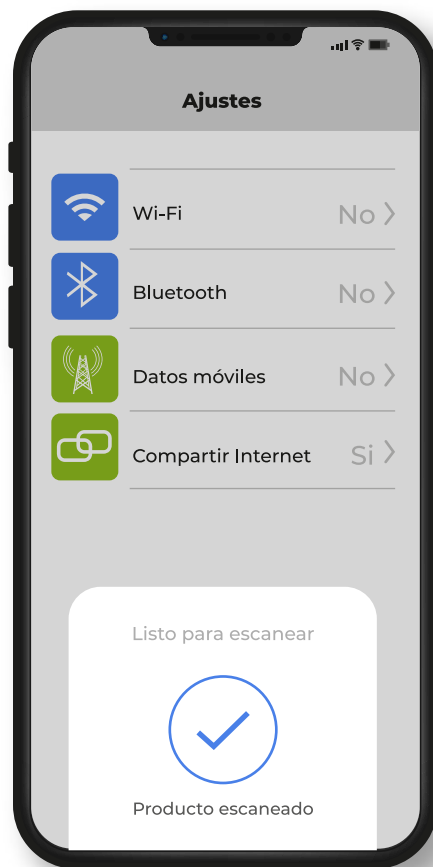 Ajustes
Wi-Fi No
Bluetooth No
Datos móviles No
Compartir Internet Si
Listo para escanear
Producto escaneado